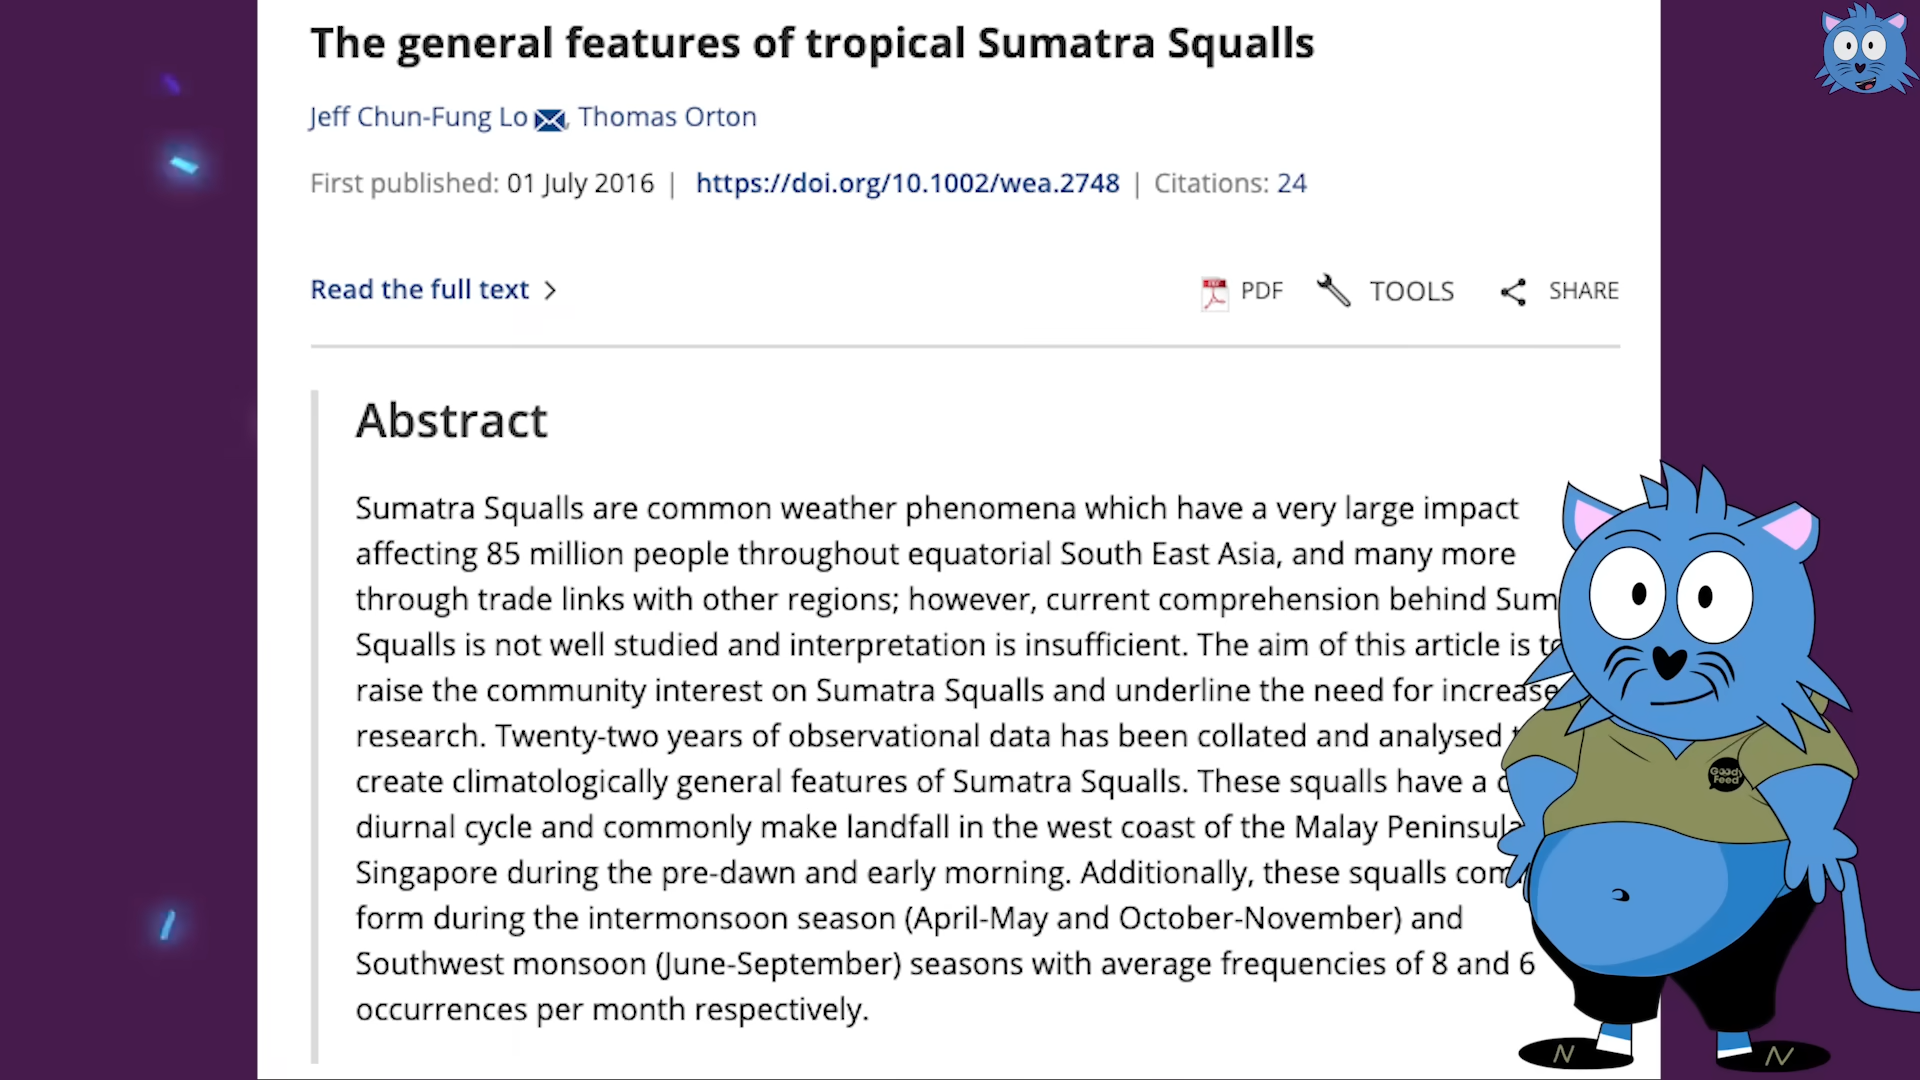 The general features of tropical Sumatra Squalls
Jeff Chun-Fung Lo Thomas Orton
First published: 01 July 2016 | https://doi.org/10.1002/wea.2748 | Citations: 24
Read the full text > PDF TOOLS SHARE
Abstract
Sumatra Squalls are common weather phenomena which have a very large impact
affecting 85 million people throughout equatorial South East Asia, and many more
through trade links with other regions; however, current comprehension behind Sum
Squalls is not well studied and interpretation is insufficient. The aim of this article is to
raise the community interest on Sumatra Squalls and underline the need for increase
research. Twenty-two years of observational data has been collated and analysed
create climatologically general features of Sumatra Squalls. These squalls have a
diurnal cycle and commonly make landfall in the west coast of the Malay Peninsula
Singapore during the pre-dawn and early morning. Additionally, these squalls com
form during the intermonsoon season (April-May and October-November) and
Southwest monsoon (June-September) seasons with average frequencies of 8 and 6
occurrences per month respectively.
Goody
Feed
N N